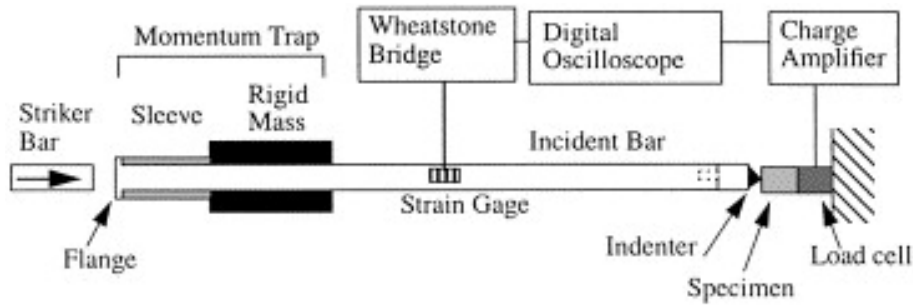 Momentum Trap
Wheatstone
Bridge
Digital
Oscilloscope
Charge
Amplifier
Striker
Bar
Sleeve
Rigid
Mass
Incident Bar
Strain Gage
Flange
Indenter
Specimen
Load cell